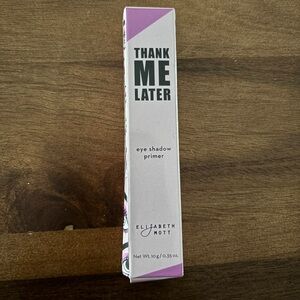 THANK
ME
LATER
eye shadow
primer
ELIZABETH
MOTT
Net Wt. 10g/0.35 oz.